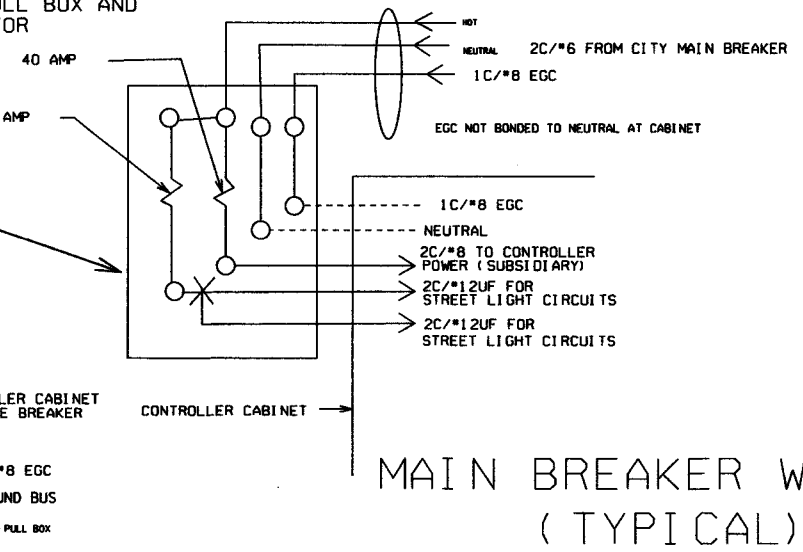 LL BOX AND
OR
40 AMP
AMP
HOT
NEUTRAL
2C/#6 FROM CITY MAIN BREAKER
1C/#8 EGC
EGC NOT BONDED TO NEUTRAL AT CABINET
1C/#8 EGC
NEUTRAL
2C/#8 TO CONTROLLER
POWER (SUBSIDIARY)
2C/#12UF FOR
STREET LIGHT CIRCUITS
2C/#12UF FOR
STREET LIGHT CIRCUITS
LER CABINET
E BREAKER
CONTROLLER CABINET
#8 EGC
UND BUS
PULL BOX
MAIN BREAKER W
(TYPICAL)